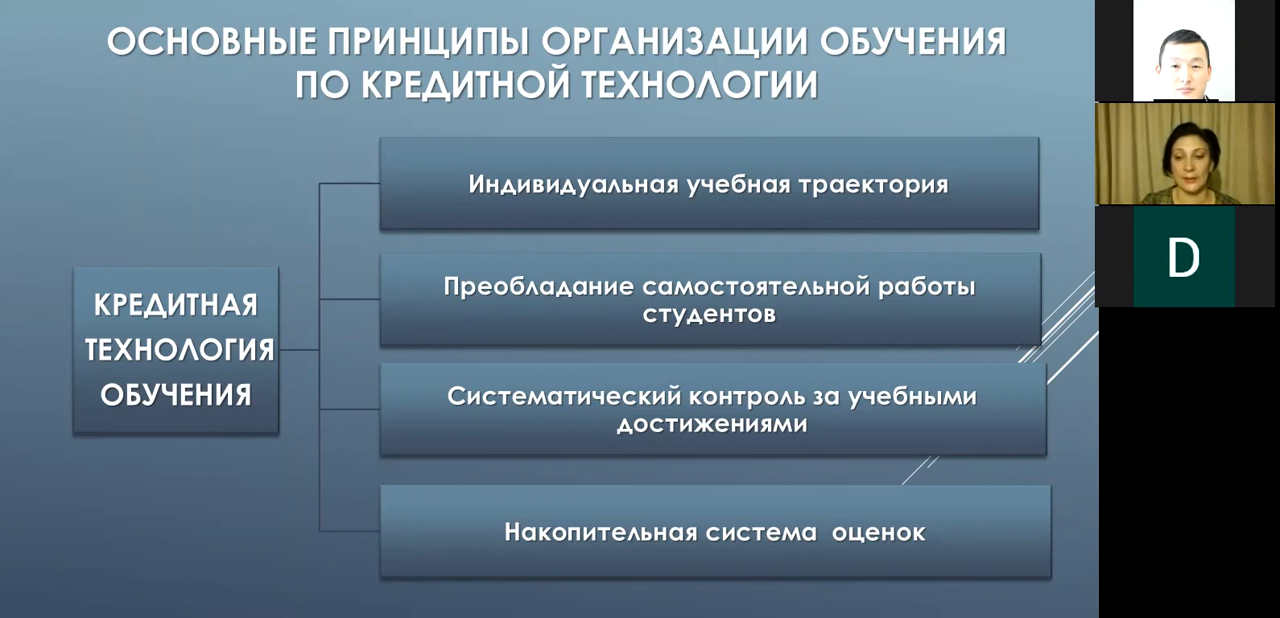 ОСНОВНЫЕ ПРИНЦИПЫ ОРГАНИЗАЦИИ ОБУЧЕНИЯ
ПО КРЕДИТНОЙ ТЕХНОЛОГИИ
КРЕДИТНАЯ
ТЕХНОЛОГИЯ
ОБУЧЕНИЯ
Индивидуальная учебная траектория
Преобладание самостоятельной работы
студентов
Систематический контроль за учебными
достижениями
Накопительная система оценок
D